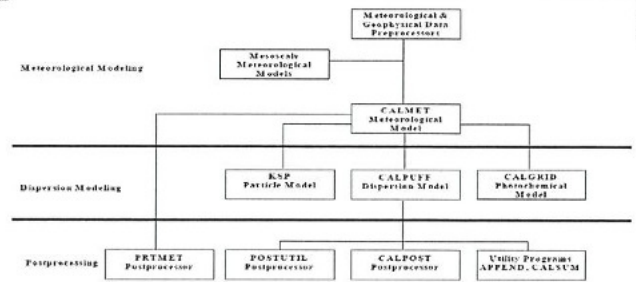 Meteorological &
Geophysical Data
Preprocessors
Mesoscale
Meteorological
Models
Meteorological Modeling
CALMET
Meteorological
Model
KSP
Particle Model
CALPUFF
Dispersion Model
CALGRID
Photochemical
Model
Dispersion Modeling
PRTMET
Postprocessor
POSTUTIL
Postprocessor
CALPOST
Postprocessor
Utility Programs
APPEND, CALSUM
Postprocessing